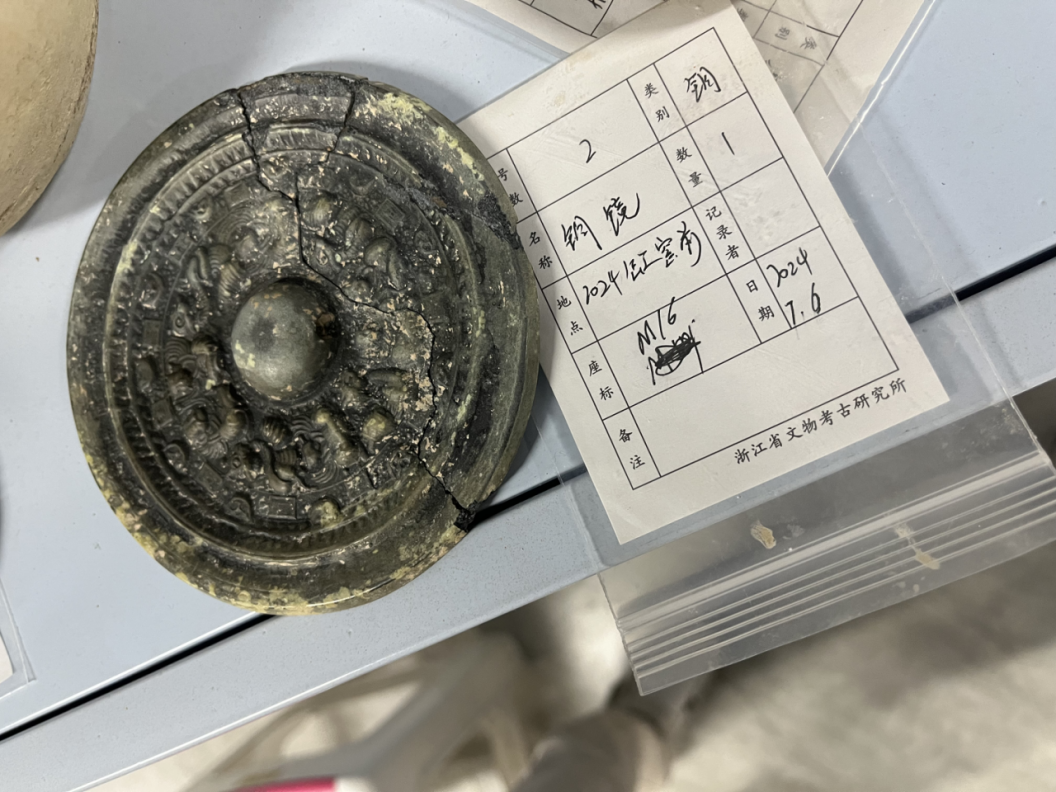 号数 2 类别 铜
名称 铜镜 数量 1
地点 2024 记录者
座标 M16 日期 2024 7.6
备注
浙江省文物考古研究所